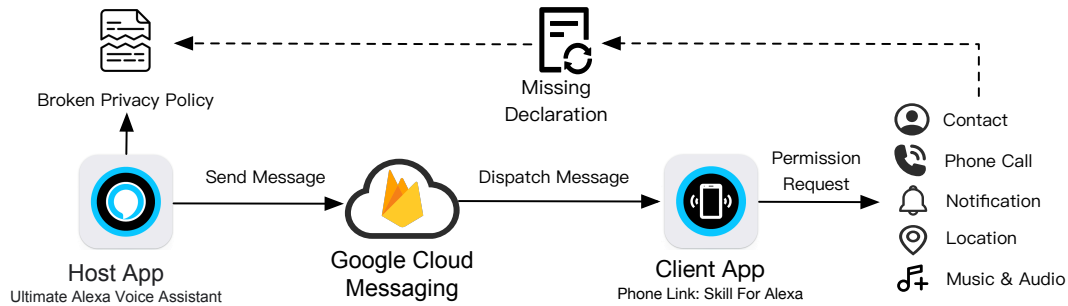 Broken Privacy Policy
Missing
Declaration
Contact
Phone Call
Notification
Location
Music & Audio
Send Message
Dispatch Message
Permission
Request
Host App
Ultimate Alexa Voice Assistant
Google Cloud
Messaging
Client App
Phone Link: Skill For Alexa